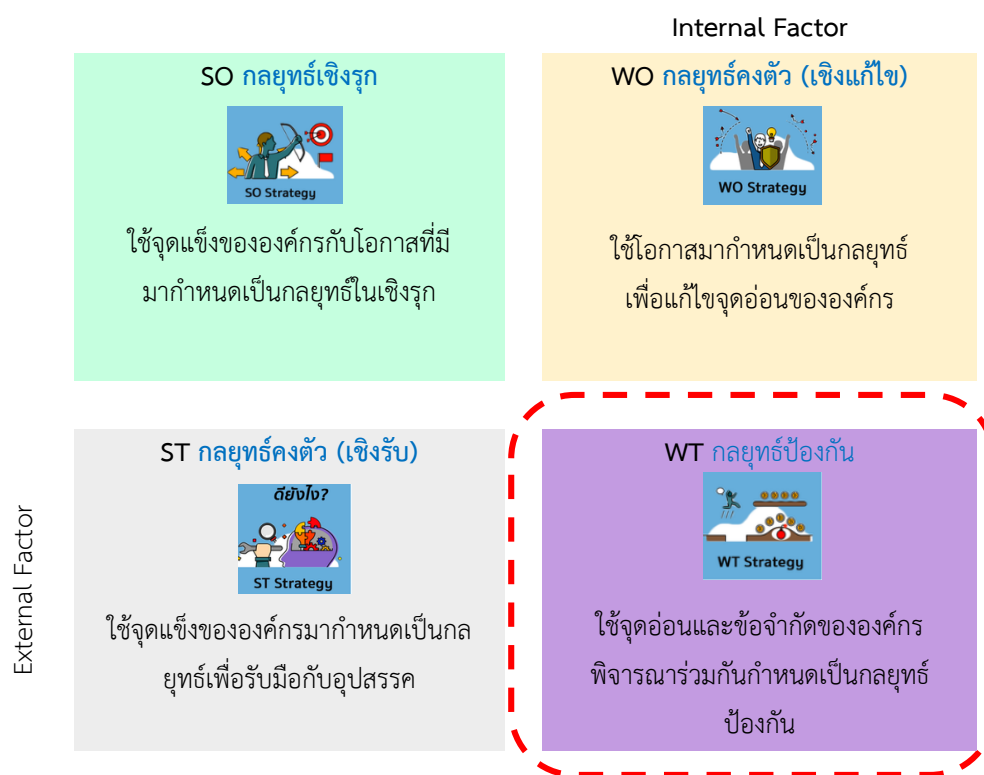 Internal Factor
SO กลยุทธ์เชิงรุก
SO Strategy
ใช้จุดแข็งขององค์กรกับโอกาสที่มี
มากำหนดเป็นกลยุทธ์ในเชิงรุก
WO กลยุทธ์คงตัว (เชิงแก้ไข)
WO Strategy
ใช้โอกาสมากำหนดเป็นกลยุทธ์
เพื่อแก้ไขจุดอ่อนขององค์กร
External Factor
ST กลยุทธ์คงตัว (เชิงรับ)
ดียังไง?
ST Strategy
ใช้จุดแข็งขององค์กรมากำหนดเป็นกล
ยุทธ์เพื่อรับมือกับอุปสรรค
WT กลยุทธ์ป้องกัน
WT Strategy
ใช้จุดอ่อนและข้อจำกัดขององค์กร
พิจารณาร่วมกันกำหนดเป็นกลยุทธ์
ป้องกัน